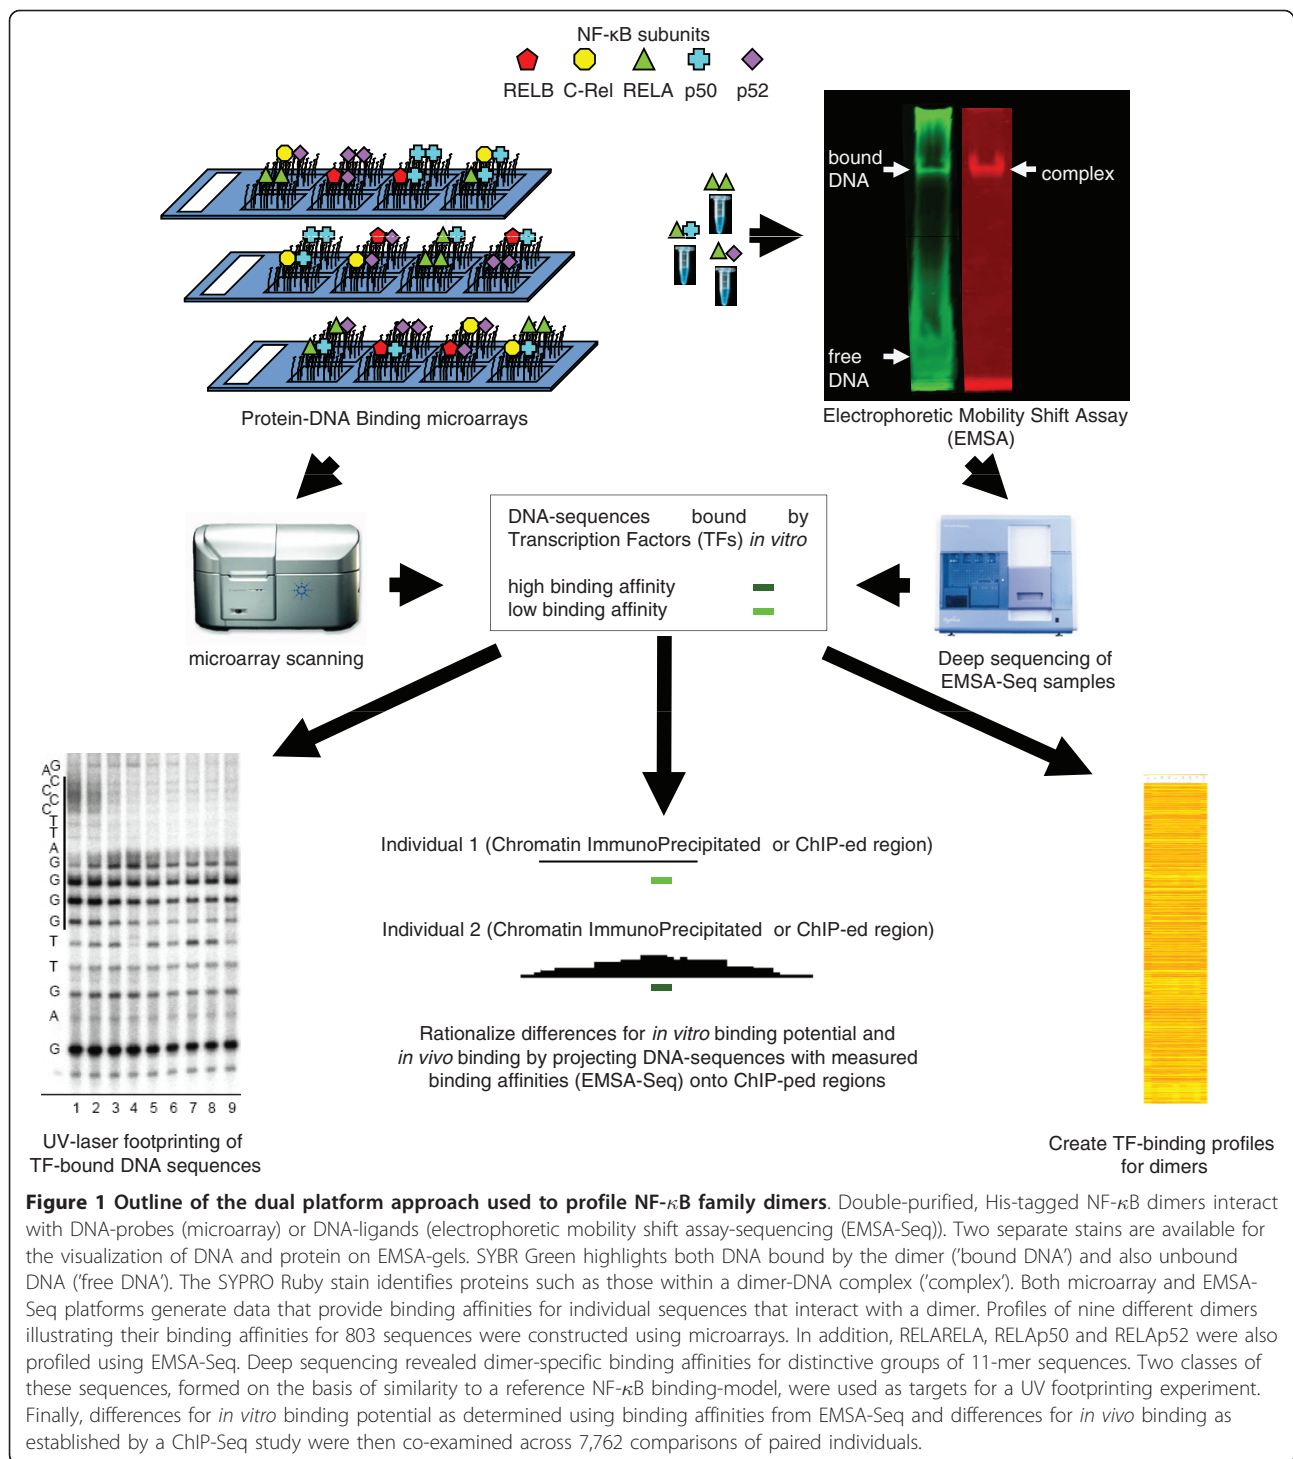 NF-κB subunits
RELB C-Rel RELA p50 p52
bound
DNA
complex
free
DNA
Protein-DNA Binding microarrays
Electrophoretic Mobility Shift Assay
(EMSA)
DNA-sequences bound by
Transcription Factors (TFs) in vitro
high binding affinity
low binding affinity
microarray scanning
Deep sequencing of
EMSA-Seq samples
A
G
C
C
C
C
T
T
A
G
G
G
G
T
T
G
A
G
1 2 3 4 5 6 7 8 9
UV-laser footprinting of
TF-bound DNA sequences
Individual 1 (Chromatin ImmunoPrecipitated or ChIP-ed region)
Individual 2 (Chromatin ImmunoPrecipitated or ChIP-ed region)
Rationalize differences for in vitro binding potential and
in vivo binding by projecting DNA-sequences with measured
binding affinities (EMSA-Seq) onto ChIP-ped regions
Create TF-binding profiles
for dimers
Figure 1 Outline of the dual platform approach used to profile NF-κB family dimers. Double-purified, His-tagged NF-κB dimers interact
with DNA-probes (microarray) or DNA-ligands (electrophoretic mobility shift assay-sequencing (EMSA-Seq)). Two separate stains are available for
the visualization of DNA and protein on EMSA-gels. SYBR Green highlights both DNA bound by the dimer ('bound DNA') and also unbound
DNA ('free DNA'). The SYPRO Ruby stain identifies proteins such as those within a dimer-DNA complex ('complex'). Both microarray and EMSA-
Seq platforms generate data that provide binding affinities for individual sequences that interact with a dimer. Profiles of nine different dimers
illustrating their binding affinities for 803 sequences were constructed using microarrays. In addition, RELARELA, RELAp50 and RELAp52 were also
profiled using EMSA-Seq. Deep sequencing revealed dimer-specific binding affinities for distinctive groups of 11-mer sequences. Two classes of
these sequences, formed on the basis of similarity to a reference NF-κB binding-model, were used as targets for a UV footprinting experiment.
Finally, differences for in vitro binding potential as determined using binding affinities from EMSA-Seq and differences for in vivo binding as
established by a ChIP-Seq study were then co-examined across 7,762 comparisons of paired individuals.